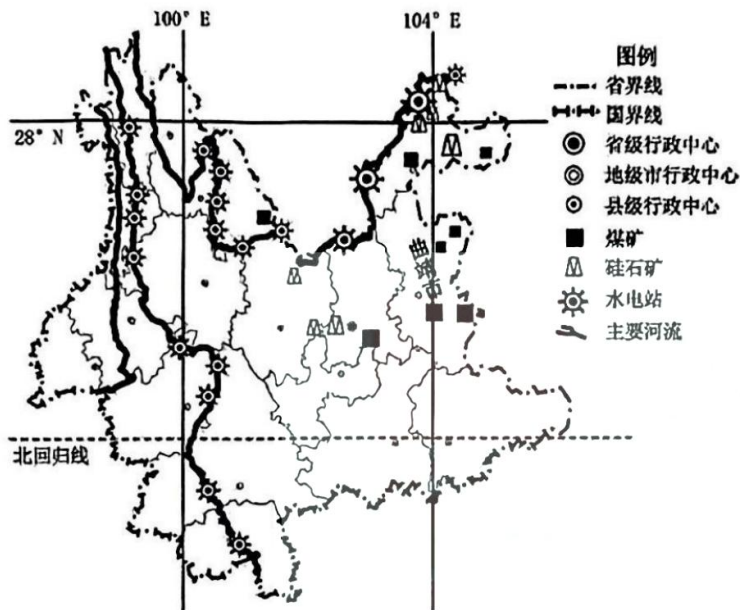 100° E
104° E
28° N
北回归线
曲靖市
图例
省界线
国界线
省级行政中心
地级市行政中心
县级行政中心
煤矿
硅石矿
水电站
主要河流